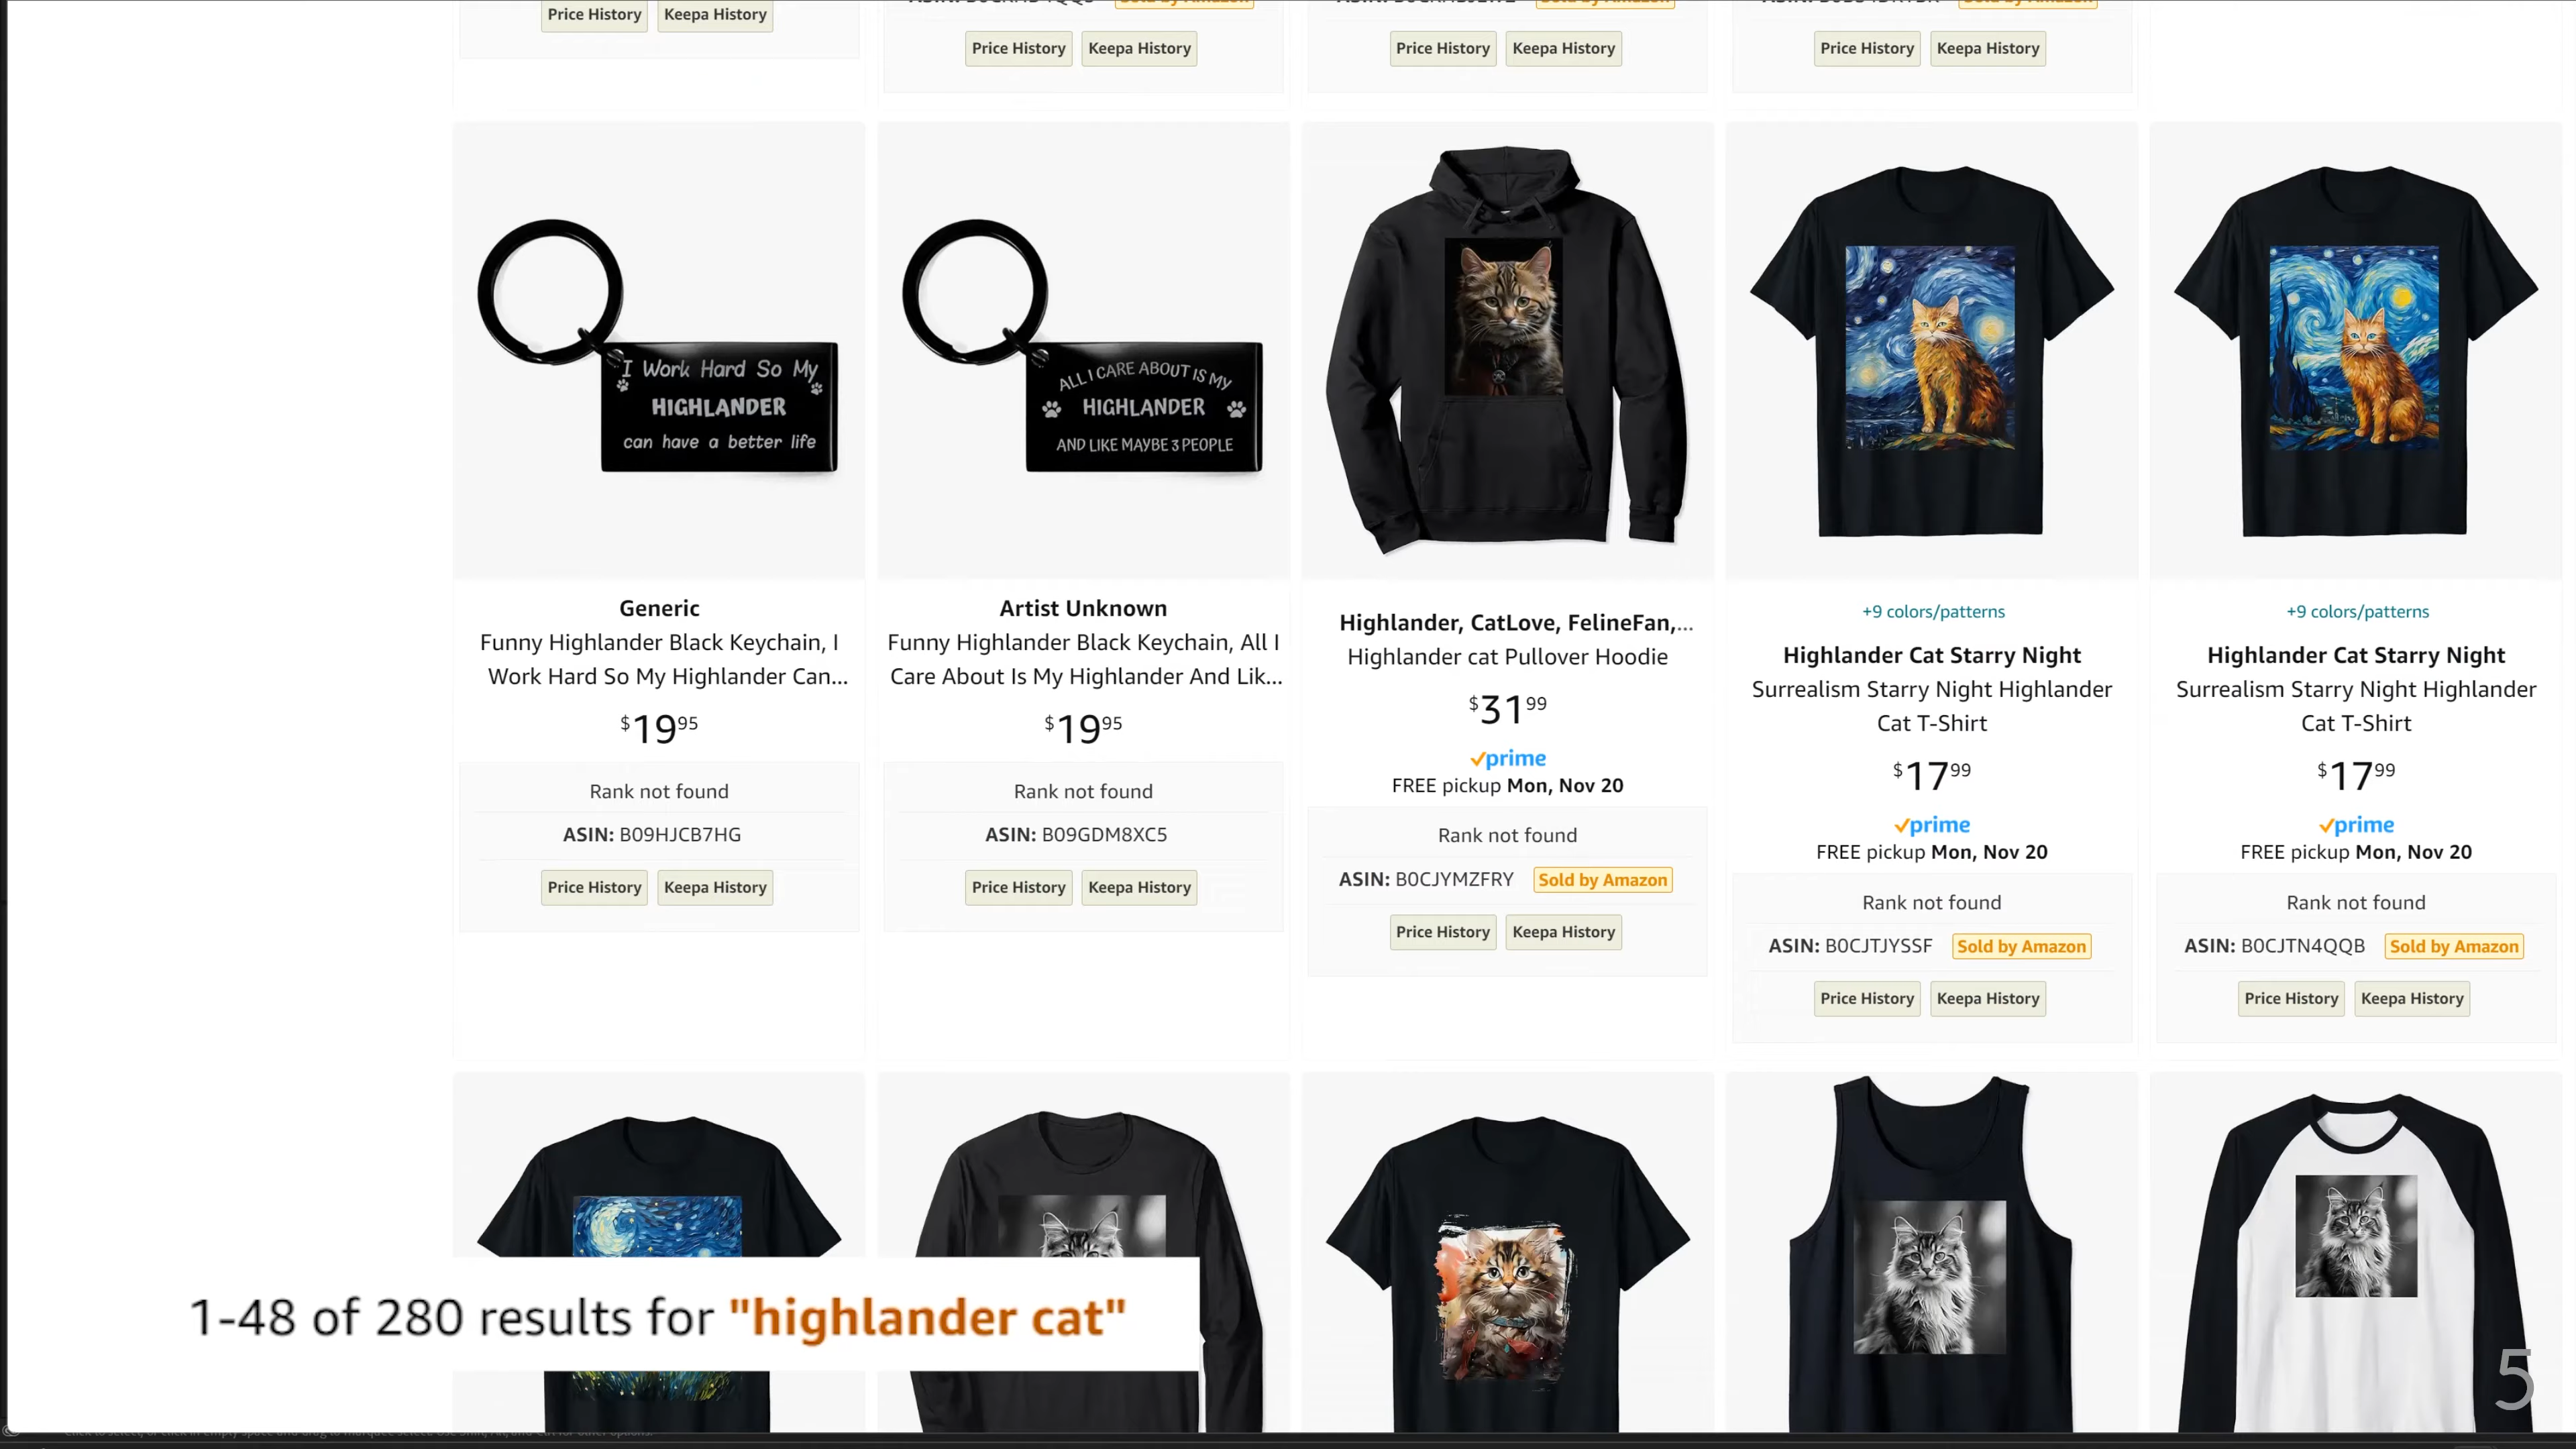 Price History Keepa History
Price History Keepa History
Price History Keepa History
Price History Keepa History
I Work Hard So My
HIGHLANDER
can have a better life
ALL I CARE ABOUT IS MY
HIGHLANDER
AND LIKE MAYBE 3 PEOPLE
Generic
Funny Highlander Black Keychain, I
Work Hard So My Highlander Can...
$19.95
Rank not found
ASIN: B09HJCB7HG
Price History Keepa History
Artist Unknown
Funny Highlander Black Keychain, All I
Care About Is My Highlander And Lik...
$19.95
Rank not found
ASIN: B09GDM8XC5
Price History Keepa History
Highlander, CatLove, FelineFan,...
Highlander cat Pullover Hoodie
$31.99
prime
FREE pickup Mon, Nov 20
Rank not found
ASIN: B0CJYMZFRY Sold by Amazon
Price History Keepa History
+9 colors/patterns
Highlander Cat Starry Night
Surrealism Starry Night Highlander
Cat T-Shirt
$17.99
prime
FREE pickup Mon, Nov 20
Rank not found
ASIN: B0CJTJYSSF Sold by Amazon
Price History Keepa History
+9 colors/patterns
Highlander Cat Starry Night
Surrealism Starry Night Highlander
Cat T-Shirt
$17.99
prime
FREE pickup Mon, Nov 20
Rank not found
ASIN: B0CJTN4QQB Sold by Amazon
Price History Keepa History
1-48 of 280 results for "highlander cat"
5